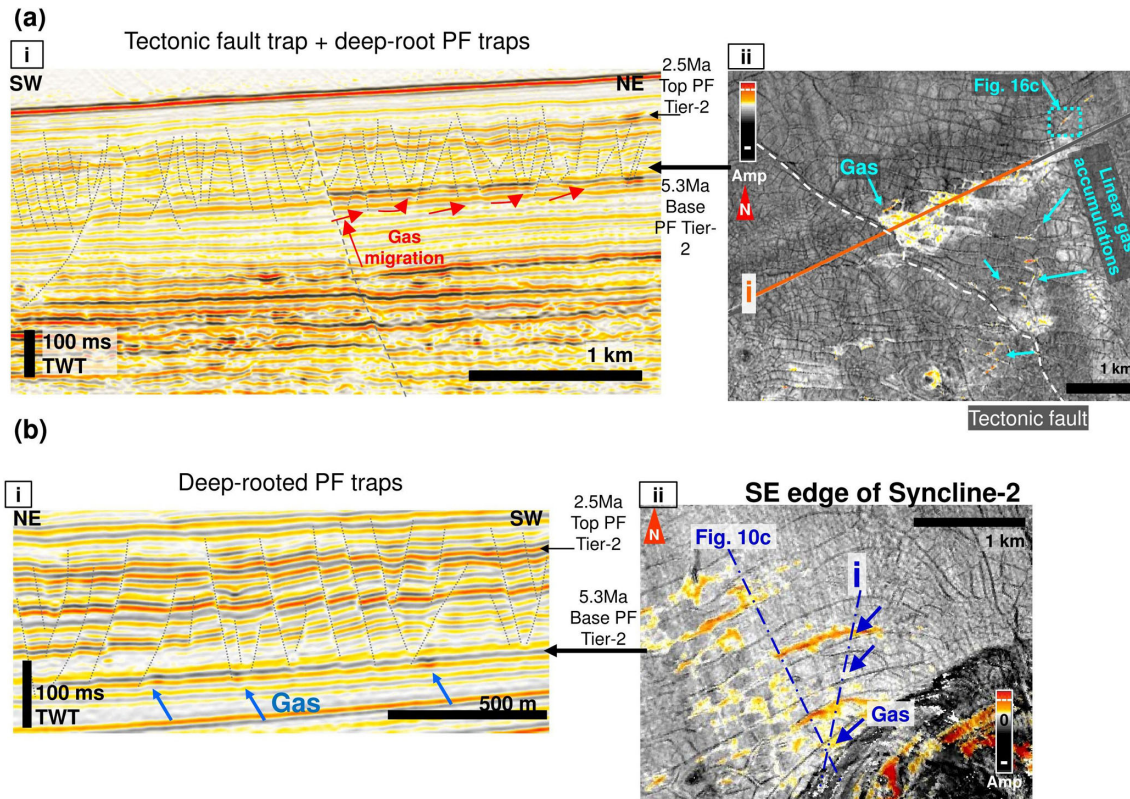 (a)
i
Tectonic fault trap + deep-root PF traps
SW
NE
2.5Ma
Top PF
Tier-2
5.3Ma
Base
PF Tier-
2
Gas
migration
100 ms
TWT
1 km
ii
Amp
N
-
Fig. 16c
Gas
Linear gas
accumulations
i
1 km
Tectonic fault
(b)
i
Deep-rooted PF traps
NE
SW
2.5Ma
Top PF
Tier-2
5.3Ma
Base PF
Tier-2
100 ms
TWT
Gas
500 m
ii
SE edge of Syncline-2
N
Fig. 10c
i
1 km
Gas
0
-
Amp